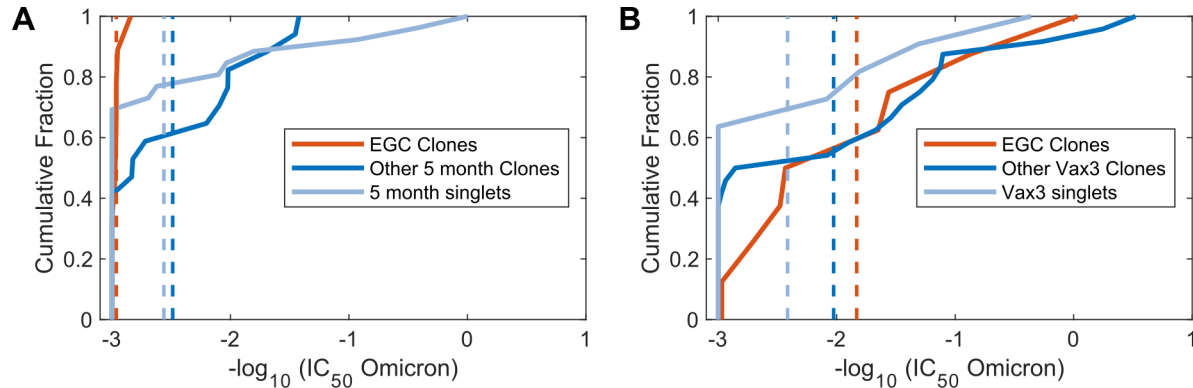 A
Cumulative Fraction
1
0.8
0.6
0.4
0.2
0
EGC Clones
Other 5 month Clones
5 month singlets
-3 -2 -1 0 1
-log10 (IC50 Omicron)
B
Cumulative Fraction
1
0.8
0.6
0.4
0.2
0
EGC Clones
Other Vax3 Clones
Vax3 singlets
-3 -2 -1 0 1
-log10 (IC50 Omicron)